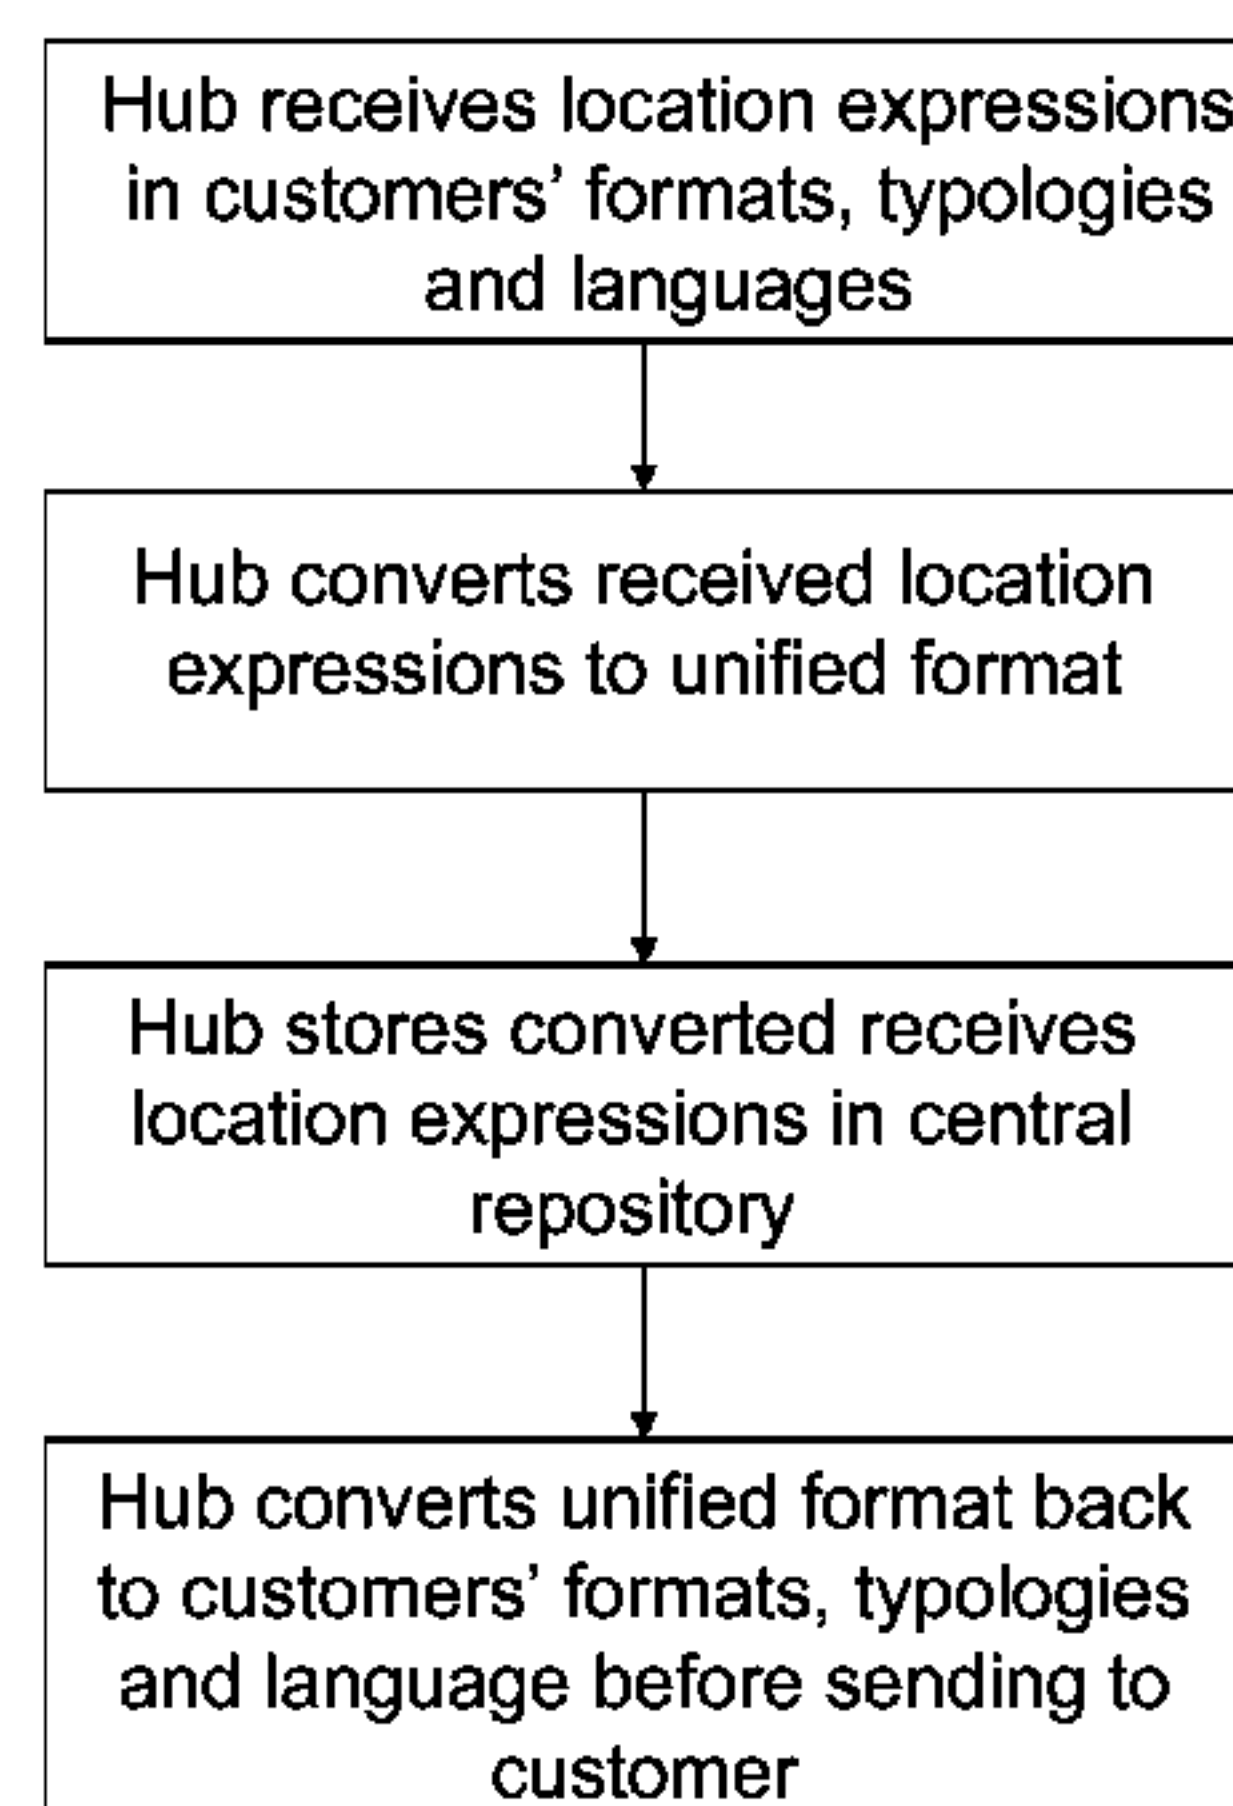 Hub receives location expressions
in customers’ formats, typologies
and languages
Hub converts received location
expressions to unified format
Hub stores converted receives
location expressions in central
repository
Hub converts unified format back
to customers’ formats, typologies
and language before sending to
customer